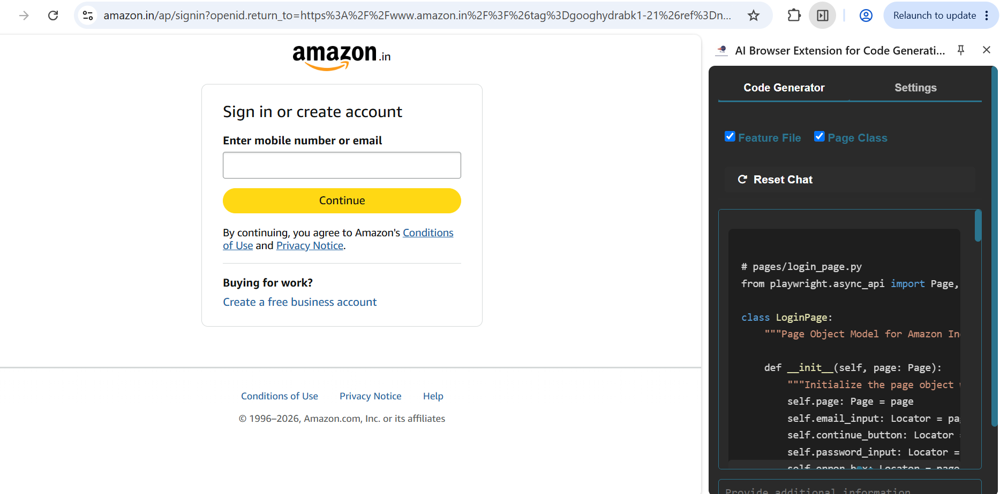 amazon.in/ap/signin?openid.return_to=https%3A%2F%2Fwww.amazon.in%2F%3F%26tag%3Dgooghydrabk1-21%26ref%3Dn...
Relaunch to update
amazon.in
Sign in or create account
Enter mobile number or email
Continue
By continuing, you agree to Amazon's Conditions
of Use and Privacy Notice.
Buying for work?
Create a free business account
Conditions of Use Privacy Notice Help
© 1996–2026, Amazon.com, Inc. or its affiliates
AI Browser Extension for Code Generati...
Code Generator Settings
Feature File Page Class
Reset Chat
# pages/login_page.py
from playwright.async_api import Page,
class LoginPage:
"""Page Object Model for Amazon In
def __init__(self, page: Page):
"""Initialize the page object
self.page: Page = page
self.email_input: Locator = pa
self.continue_button: Locator =
self.password_input: Locator =
self.error_box: Locator = page
Provide additional information